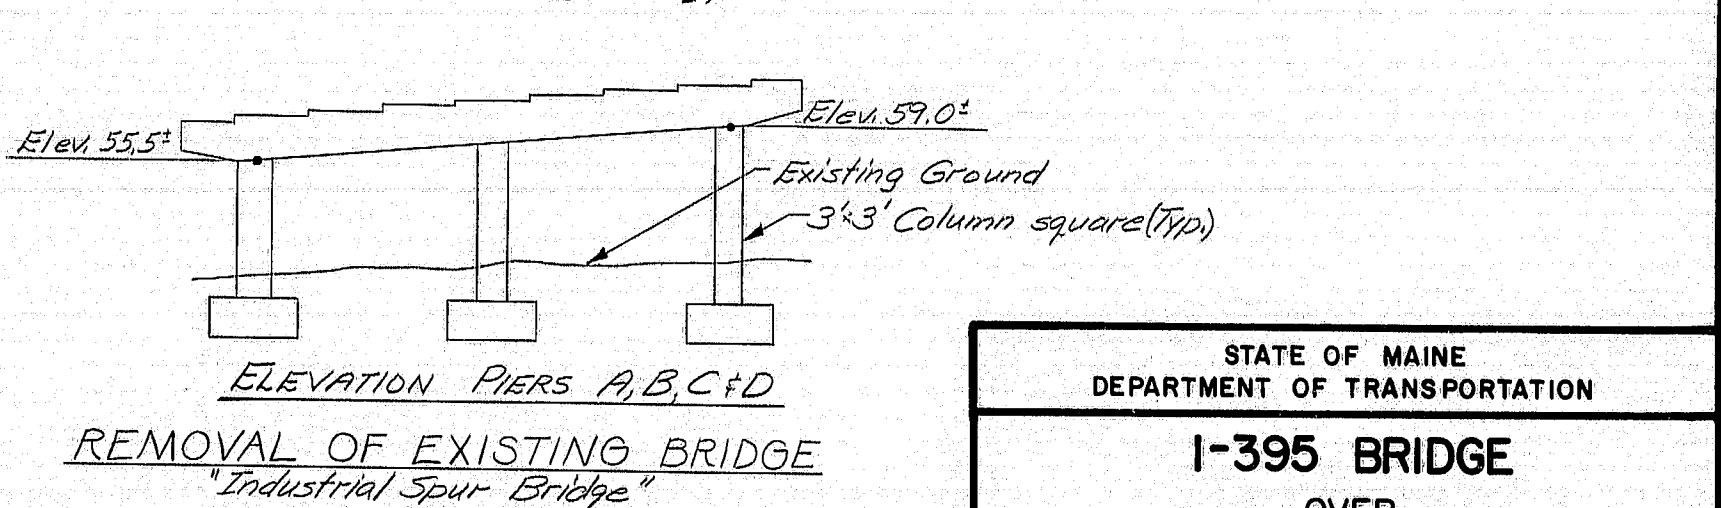 Elev. 59.0±
Elev. 55.5±
Existing Ground
3'x3' Column square (Typ.)
ELEVATION PIERS A, B, C & D
REMOVAL OF EXISTING BRIDGE
"Industrial Spur Bridge"
STATE OF MAINE
DEPARTMENT OF TRANSPORTATION
I-395 BRIDGE
OVER